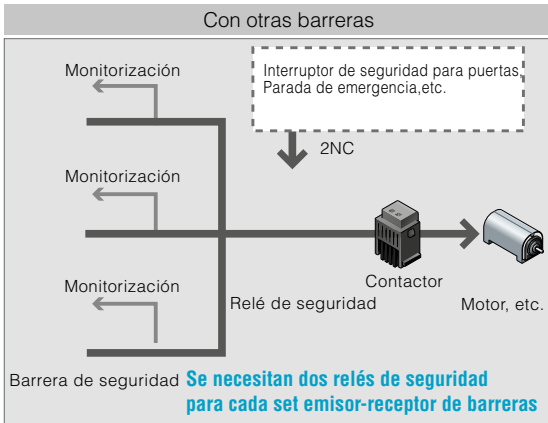 Con otras barreras
Monitorización
Interruptor de seguridad para puertas,
Parada de emergencia,etc.
2NC
Monitorización
Monitorización
Contactor
Relé de seguridad
Motor, etc.
Barrera de seguridad
Se necesitan dos relés de seguridad
para cada set emisor-receptor de barreras